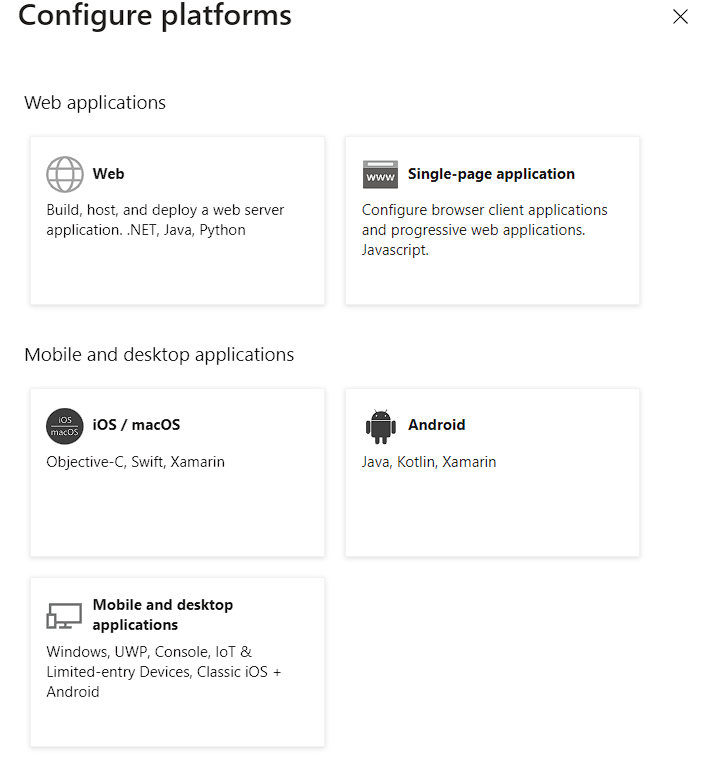 Configure platforms
Web applications
Web
Build, host, and deploy a web server
application. .NET, Java, Python
www
Single-page application
Configure browser client applications
and progressive web applications.
Javascript.
Mobile and desktop applications
iOS
macOS
iOS / macOS
Objective-C, Swift, Xamarin
Android
Java, Kotlin, Xamarin
Mobile and desktop
applications
Windows, UWP, Console, IoT &
Limited-entry Devices, Classic iOS +
Android